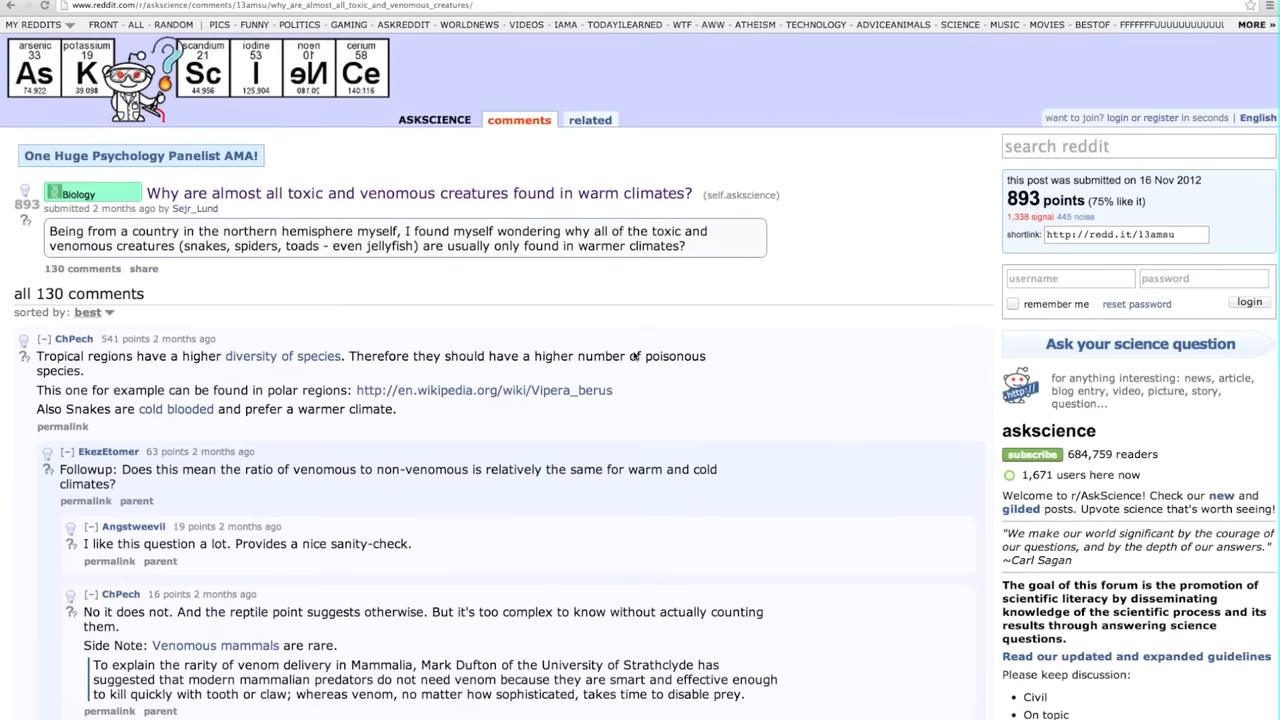 www.reddit.com/r/askscience/comments/13amsu/why_are_almost_all_toxic_and_venomous_creatures/
MY REDDITS FRONT - ALL - RANDOM | PICS - FUNNY - POLITICS - GAMING - ASKREDDIT - WORLDNEWS - VIDEOS - IAMA - TODAYILEARNED - WTF - AWW - ATHEISM - TECHNOLOGY - ADVICEANIMALS - SCIENCE - MUSIC - MOVIES - BESTOF - FFFFFFFUUUUUUUUUUUU MORE »
arsenic potassium scandium iodine neon cerium
33 19 21 53 10 58
As K Sc I Ne Ce
74.922 39.098 44.956 125.904 20.180 140.116
ASKSCIENCE comments related
want to join? login or register in seconds | English
One Huge Psychology Panelist AMA!
893
Biology Why are almost all toxic and venomous creatures found in warm climates? (self.askscience)
submitted 2 months ago by Sejr_Lund
Being from a country in the northern hemisphere myself, I found myself wondering why all of the toxic and
venomous creatures (snakes, spiders, toads - even jellyfish) are usually only found in warmer climates?
130 comments share
all 130 comments
sorted by: best
[-] ChPech 541 points 2 months ago
Tropical regions have a higher diversity of species. Therefore they should have a higher number of poisonous
species.
This one for example can be found in polar regions: http://en.wikipedia.org/wiki/Vipera_berus
Also Snakes are cold blooded and prefer a warmer climate.
permalink
[-] EkezEtomer 63 points 2 months ago
Followup: Does this mean the ratio of venomous to non-venomous is relatively the same for warm and cold
climates?
permalink parent
[-] Angstweevil 19 points 2 months ago
I like this question a lot. Provides a nice sanity-check.
permalink parent
[-] ChPech 16 points 2 months ago
No it does not. And the reptile point suggests otherwise. But it's too complex to know without actually counting
them.
Side Note: Venomous mammals are rare.
To explain the rarity of venom delivery in Mammalia, Mark Dufton of the University of Strathclyde has
suggested that modern mammalian predators do not need venom because they are smart and effective enough
to kill quickly with tooth or claw; whereas venom, no matter how sophisticated, takes time to disable prey.
permalink parent
search reddit
this post was submitted on 16 Nov 2012
893 points (75% like it)
1,338 signal 445 noise
shortlink: http://redd.it/13amsu
username password
remember me reset password login
Ask your science question
http://
for anything interesting: news, article,
blog entry, video, picture, story,
question...
askscience
subscribe 684,759 readers
1,671 users here now
Welcome to r/AskScience! Check our new and
gilded posts. Upvote science that's worth seeing!
"We make our world significant by the courage of
our questions, and by the depth of our answers."
~Carl Sagan
The goal of this forum is the promotion of
scientific literacy by disseminating
knowledge of the scientific process and its
results through answering science
questions.
Read our updated and expanded guidelines
Please keep discussion:
• Civil
• On topic